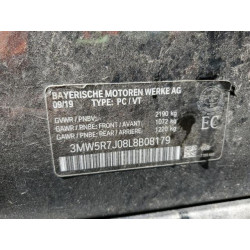 BAYERISCHE MOTOREN WERKE AG
09/19 TYPE: PC / VT
GVWR / PNBV: 2190 kg
GAWR / PNBE: FRONT / AVANT: 1072 kg
GAWR / PNBE: REAR / ARRIERE: 1220 kg
EC
3MW5R7J08L8B08179